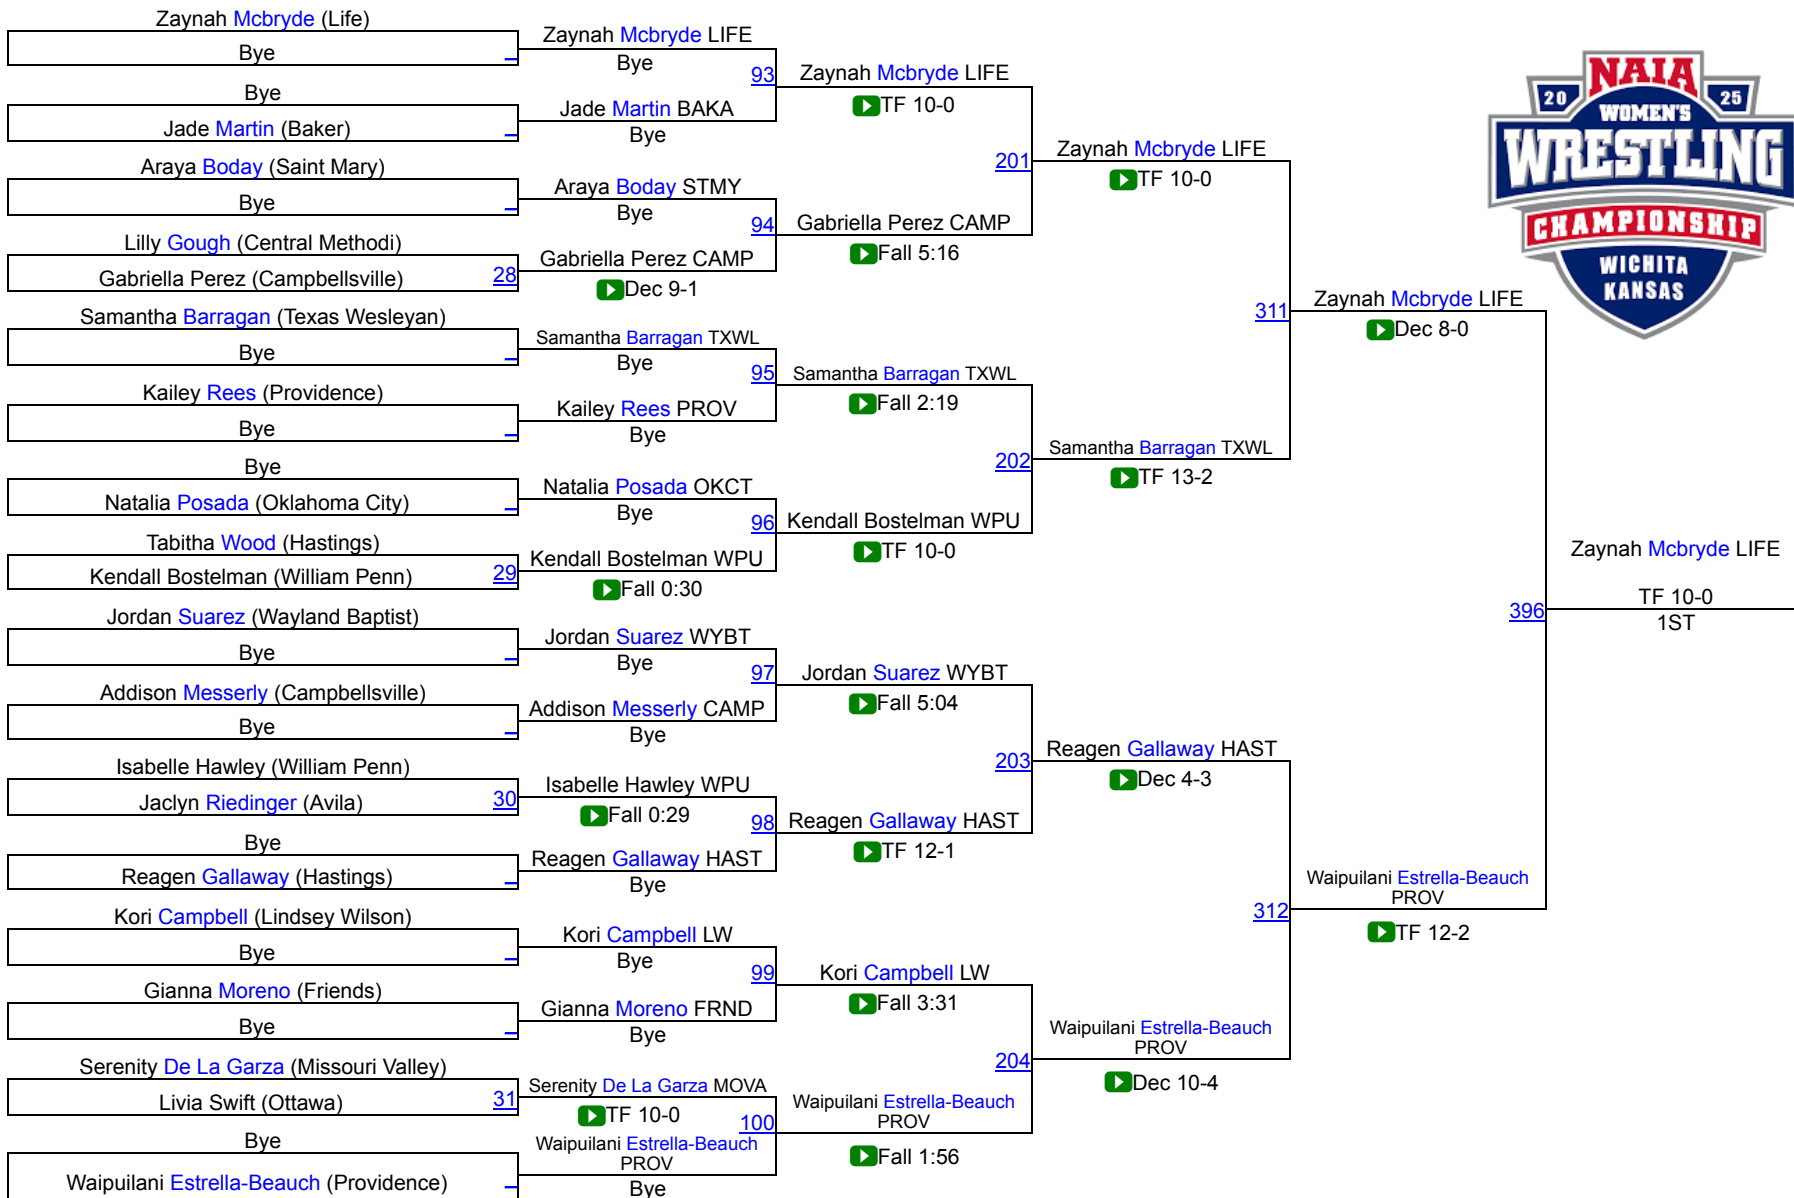 Zaynah Mcbryde (Life)
Bye
Bye
Jade Martin (Baker)
Araya Boday (Saint Mary)
Bye
Lilly Gough (Central Methodi)
Gabriella Perez (Campbellsville)
28
Samantha Barragan (Texas Wesleyan)
Bye
Kailey Rees (Providence)
Bye
Bye
Natalia Posada (Oklahoma City)
Tabitha Wood (Hastings)
Kendall Bostelman (William Penn)
29
Jordan Suarez (Wayland Baptist)
Bye
Addison Messerly (Campbellsville)
Bye
Isabelle Hawley (William Penn)
Jaclyn Riedinger (Avila)
30
Bye
Reagen Gallaway (Hastings)
Kori Campbell (Lindsey Wilson)
Bye
Gianna Moreno (Friends)
Bye
Serenity De La Garza (Missouri Valley)
Livia Swift (Ottawa)
31
Bye
Waipuilani Estrella-Beauch (Providence)
Zaynah Mcbryde LIFE
Bye
93
Jade Martin BAKA
Bye
Araya Boday STMY
Bye
94
Gabriella Perez CAMP
Dec 9-1
Samantha Barragan TXWL
Bye
95
Kailey Rees PROV
Bye
Natalia Posada OKCT
Bye
96
Kendall Bostelman WPU
Fall 0:30
Jordan Suarez WYBT
Bye
97
Addison Messerly CAMP
Bye
Isabelle Hawley WPU
Fall 0:29
98
Reagen Gallaway HAST
Bye
Kori Campbell LW
Bye
99
Gianna Moreno FRND
Bye
Serenity De La Garza MOVA
TF 10-0
100
Waipuilani Estrella-Beauch
PROV
Bye
Zaynah Mcbryde LIFE
TF 10-0
201
Gabriella Perez CAMP
Fall 5:16
Samantha Barragan TXWL
Fall 2:19
202
Kendall Bostelman WPU
TF 10-0
Jordan Suarez WYBT
Fall 5:04
203
Reagen Gallaway HAST
TF 12-1
Kori Campbell LW
Fall 3:31
204
Waipuilani Estrella-Beauch
PROV
Fall 1:56
Zaynah Mcbryde LIFE
TF 10-0
311
Samantha Barragan TXWL
TF 13-2
Reagen Gallaway HAST
Dec 4-3
312
Waipuilani Estrella-Beauch
PROV
Dec 10-4
Zaynah Mcbryde LIFE
Dec 8-0
396
Waipuilani Estrella-Beauch
PROV
TF 12-2
Zaynah Mcbryde LIFE
TF 10-0
1ST
NAIA
20 25
WOMEN'S
WRESTLING
CHAMPIONSHIP
WICHITA
KANSAS